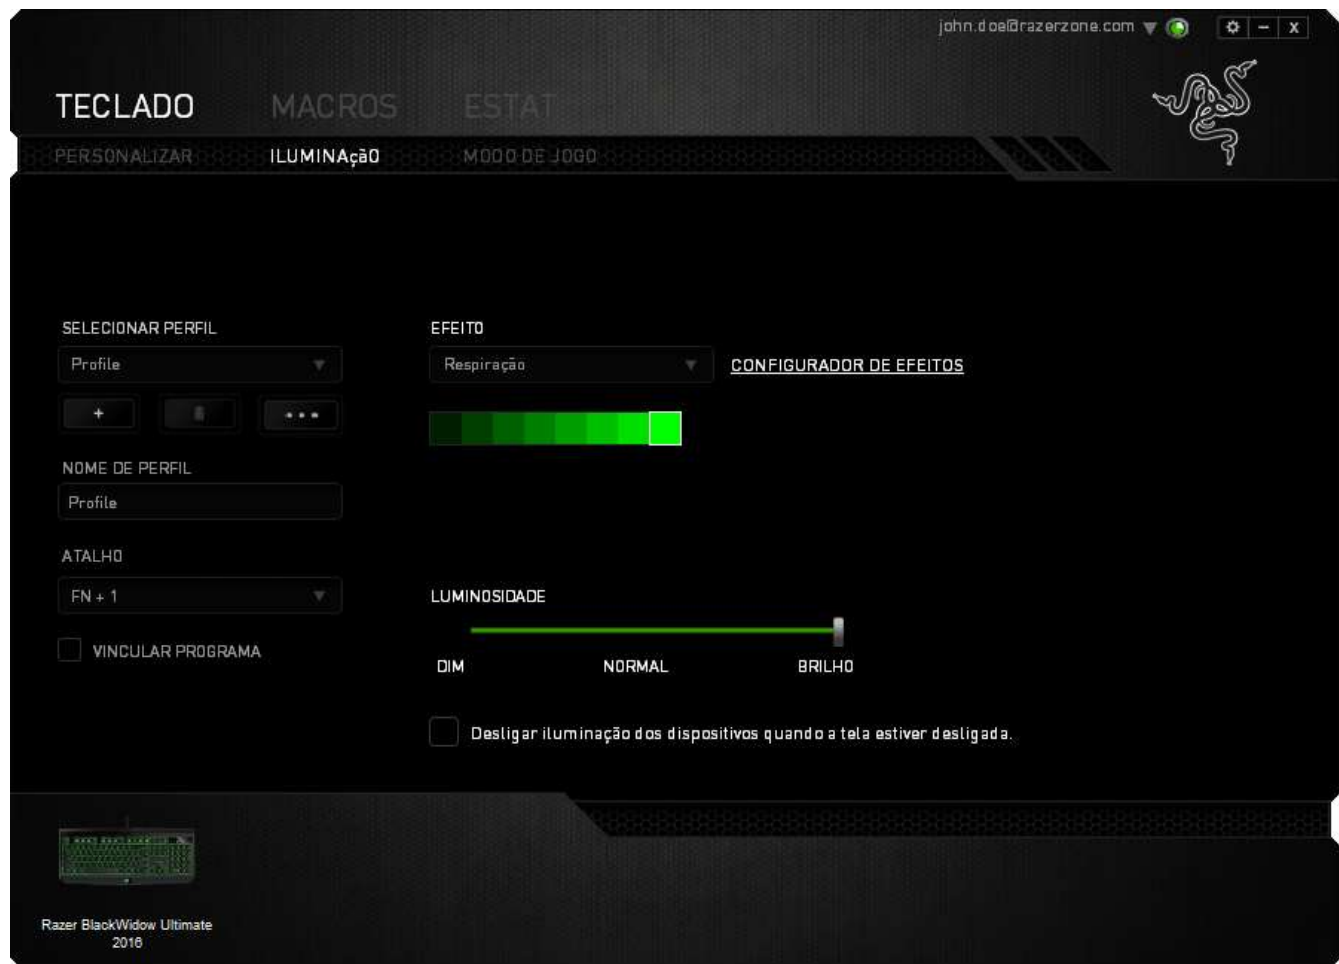 john.doe@razerzone.com
TECLADO MACROS ESTAT
PERSONALIZAR ILUMINAção MODO DE JOGO
SELECIONAR PERFIL
Profile
+
NOME DE PERFIL
Profile
ATALHO
FN + 1
VINCULAR PROGRAMA
EFEITO
Respiração
CONFIGURADOR DE EFEITOS
LUMINOSIDADE
DIM NORMAL BRILHO
Desligar iluminação dos dispositivos quando a tela estiver desligada.
Razer BlackWidow Ultimate
2016